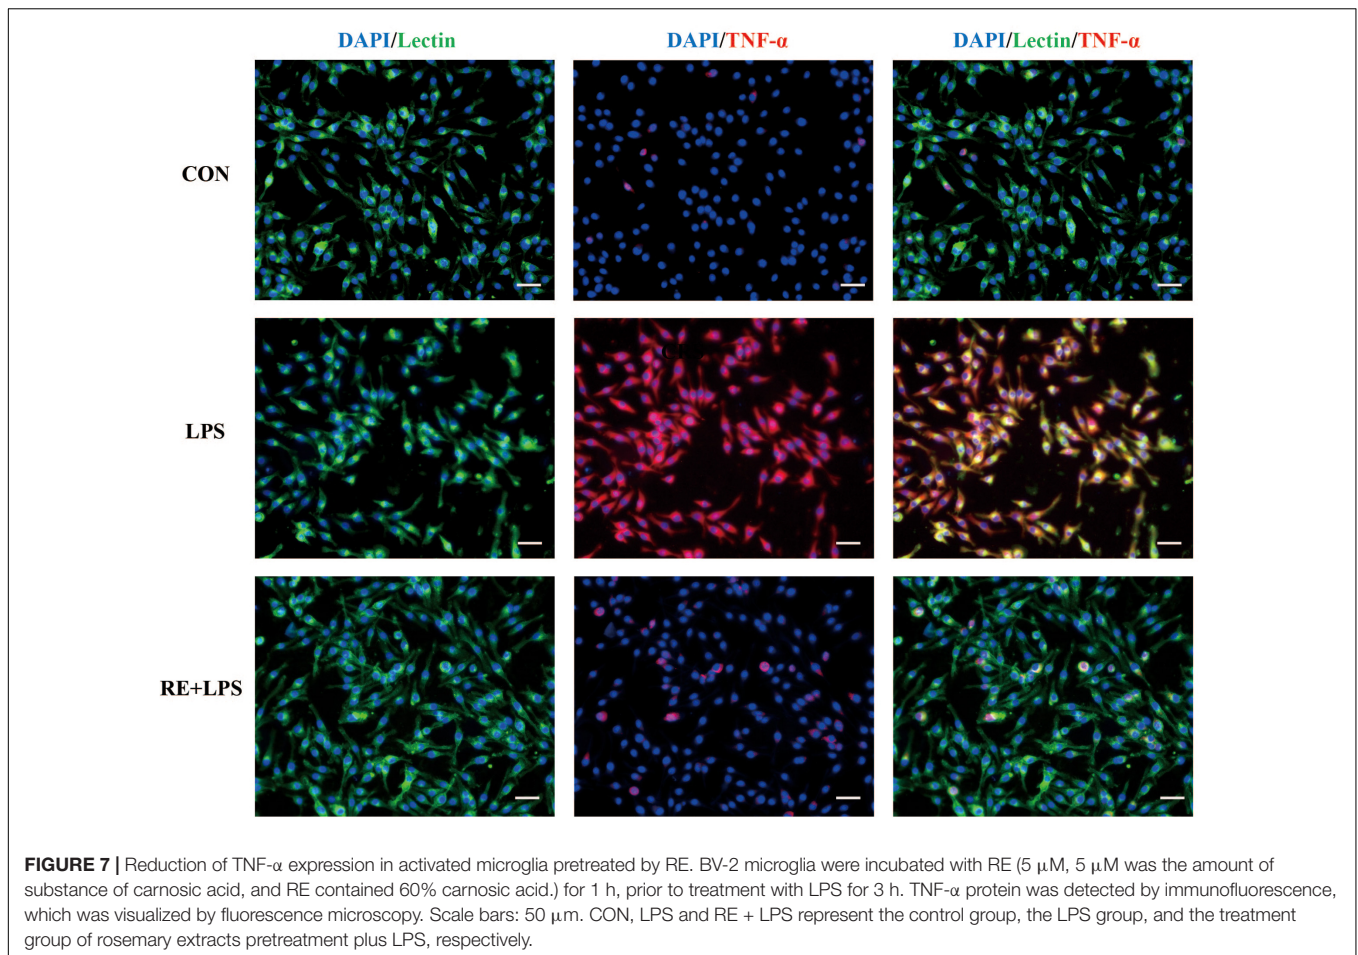 DAPI/Lectin DAPI/TNF-α DAPI/Lectin/TNF-α
CON
LPS
RE+LPS
FIGURE 7 | Reduction of TNF-α expression in activated microglia pretreated by RE. BV-2 microglia were incubated with RE (5 μM, 5 μM was the amount of
substance of carnosic acid, and RE contained 60% carnosic acid.) for 1 h, prior to treatment with LPS for 3 h. TNF-α protein was detected by immunofluorescence,
which was visualized by fluorescence microscopy. Scale bars: 50 μm. CON, LPS and RE + LPS represent the control group, the LPS group, and the treatment
group of rosemary extracts pretreatment plus LPS, respectively.